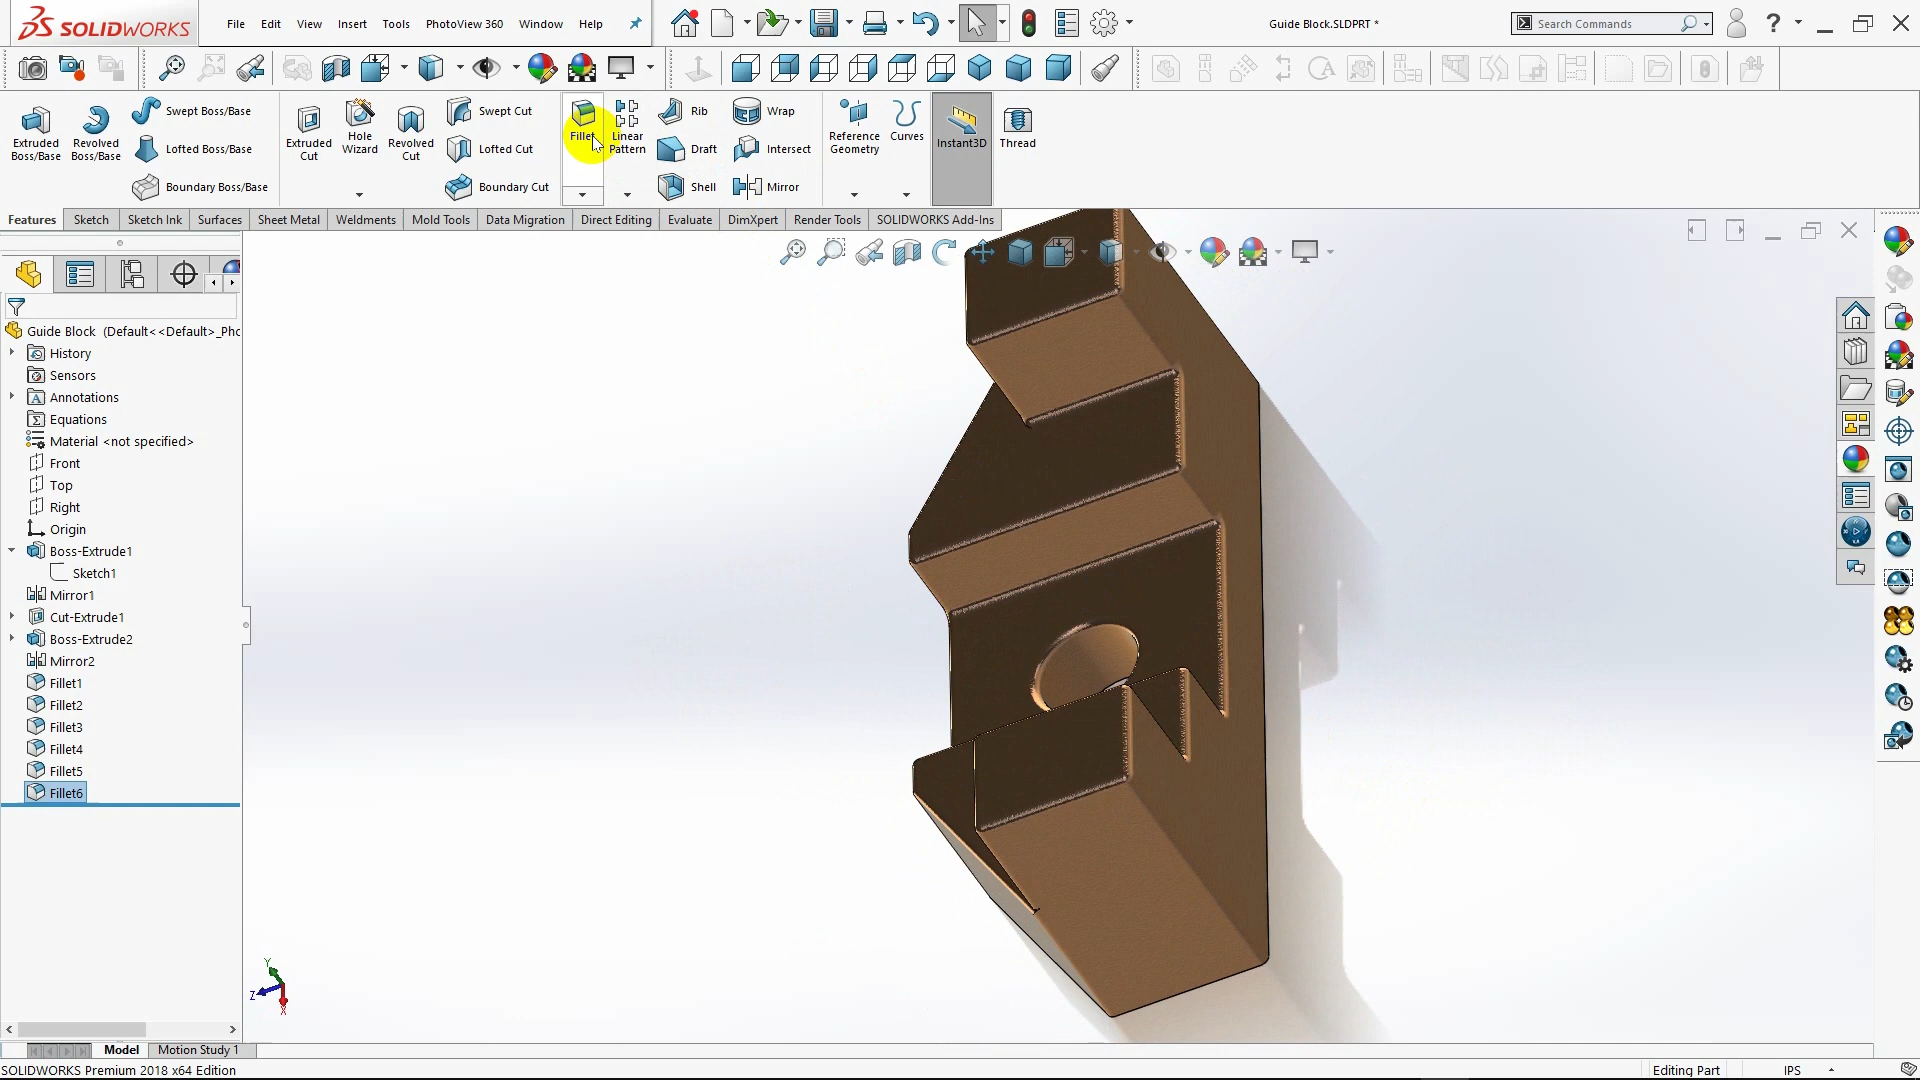 SOLIDWORKS File Edit View Insert Tools PhotoView 360 Window Help Guide Block.SLDPRT * Search Commands ?
Extruded Boss/Base
Revolved Boss/Base
Swept Boss/Base
Lofted Boss/Base
Boundary Boss/Base
Extruded Cut
Hole Wizard
Revolved Cut
Swept Cut
Lofted Cut
Boundary Cut
Fillet
Linear Pattern
Rib
Draft
Shell
Wrap
Intersect
Mirror
Reference Geometry
Curves
Instant3D
Thread
Features Sketch Sketch Ink Surfaces Sheet Metal Weldments Mold Tools Data Migration Direct Editing Evaluate DimXpert Render Tools SOLIDWORKS Add-Ins
Guide Block (Default<<Default>_Phc
History
Sensors
Annotations
Equations
Material <not specified>
Front
Top
Right
Origin
Boss-Extrude1
Sketch1
Mirror1
Cut-Extrude1
Boss-Extrude2
Mirror2
Fillet1
Fillet2
Fillet3
Fillet4
Fillet5
Fillet6
Y
Z
X
Model Motion Study 1
SOLIDWORKS Premium 2018 x64 Edition Editing Part IPS